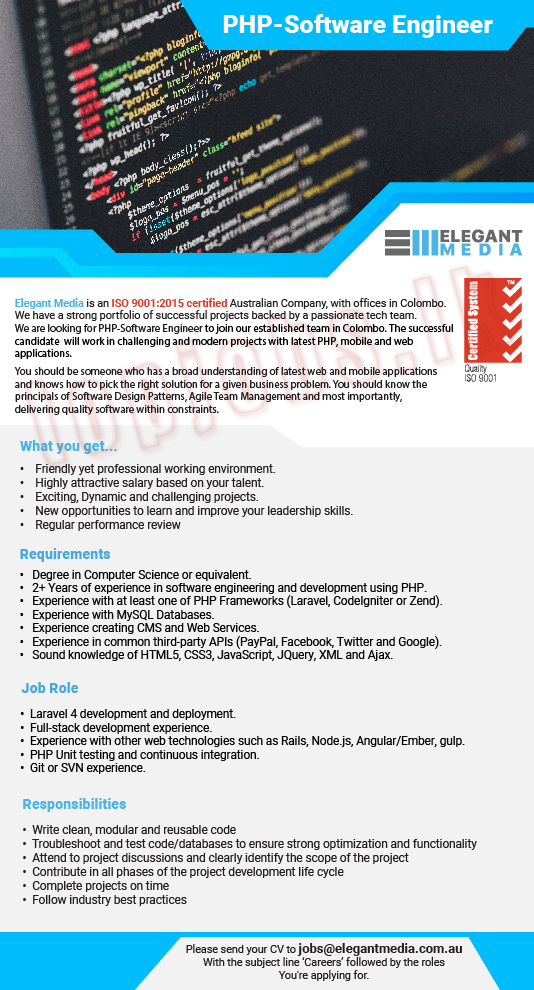 PHP-Software Engineer
ELEGANT
MEDIA
Elegant Media is an ISO 9001:2015 certified Australian Company, with offices in Colombo.
We have a strong portfolio of successful projects backed by a passionate tech team.
We are looking for PHP-Software Engineer to join our established team in Colombo. The successful
candidate will work in challenging and modern projects with latest PHP, mobile and web
applications.
Certified System
TM
Quality
ISO 9001
You should be someone who has a broad understanding of latest web and mobile applications
and knows how to pick the right solution for a given business problem. You should know the
principals of Software Design Patterns, Agile Team Management and most importantly,
delivering quality software within constraints.
What you get...
• Friendly yet professional working environment.
• Highly attractive salary based on your talent.
• Exciting, Dynamic and challenging projects.
• New opportunities to learn and improve your leadership skills.
• Regular performance review
Requirements
• Degree in Computer Science or equivalent.
• 2+ Years of experience in software engineering and development using PHP.
• Experience with at least one of PHP Frameworks (Laravel, CodeIgniter or Zend).
• Experience with MySQL Databases.
• Experience creating CMS and Web Services.
• Experience in common third-party APIs (PayPal, Facebook, Twitter and Google).
• Sound knowledge of HTML5, CSS3, JavaScript, JQuery, XML and Ajax.
Job Role
• Laravel 4 development and deployment.
• Full-stack development experience.
• Experience with other web technologies such as Rails, Node.js, Angular/Ember, gulp.
• PHP Unit testing and continuous integration.
• Git or SVN experience.
Responsibilities
• Write clean, modular and reusable code
• Troubleshoot and test code/databases to ensure strong optimization and functionality
• Attend to project discussions and clearly identify the scope of the project
• Contribute in all phases of the project development life cycle
• Complete projects on time
• Follow industry best practices
Please send your CV to jobs@elegantmedia.com.au
With the subject line ‘Careers’ followed by the roles
You're applying for.